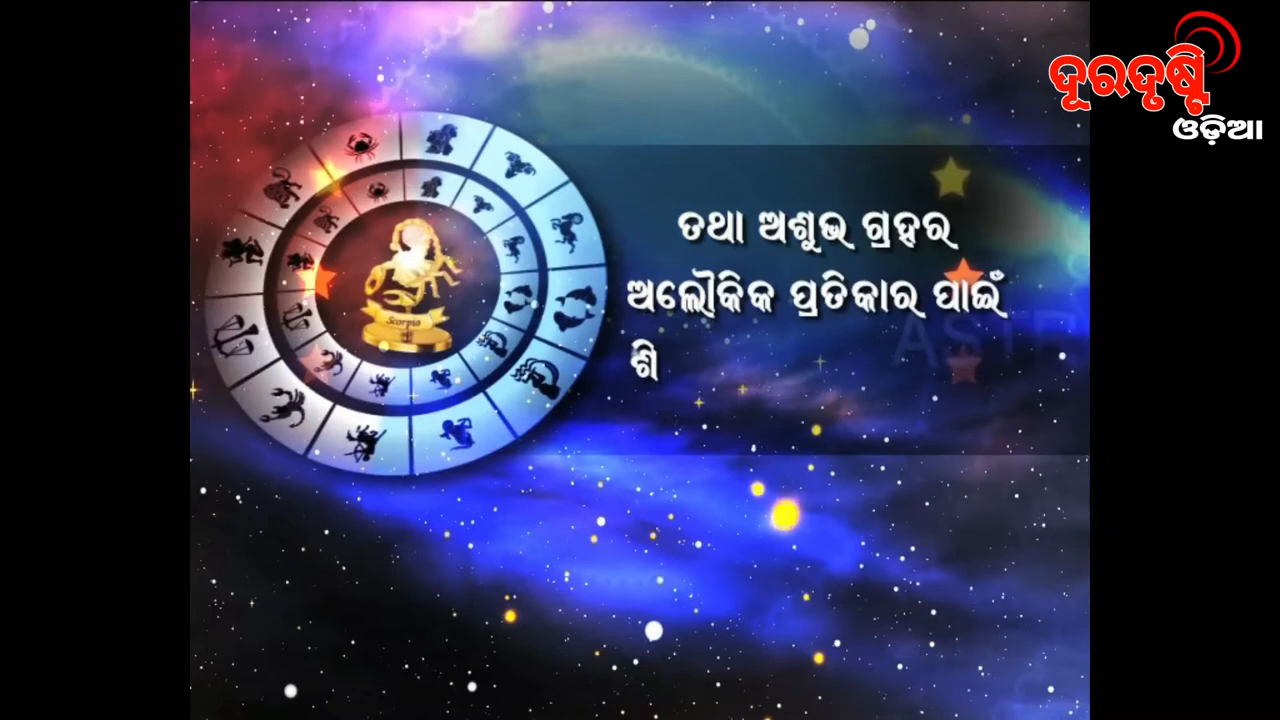 ଦୂରଦୃଷ୍ଟି
ଓଡ଼ିଆ
ତଥା ଅଶୁଭ ଗ୍ରହର
ଅଲୌକିକ ପ୍ରତିକାର ପାଇଁ
ଶି
Scorpio